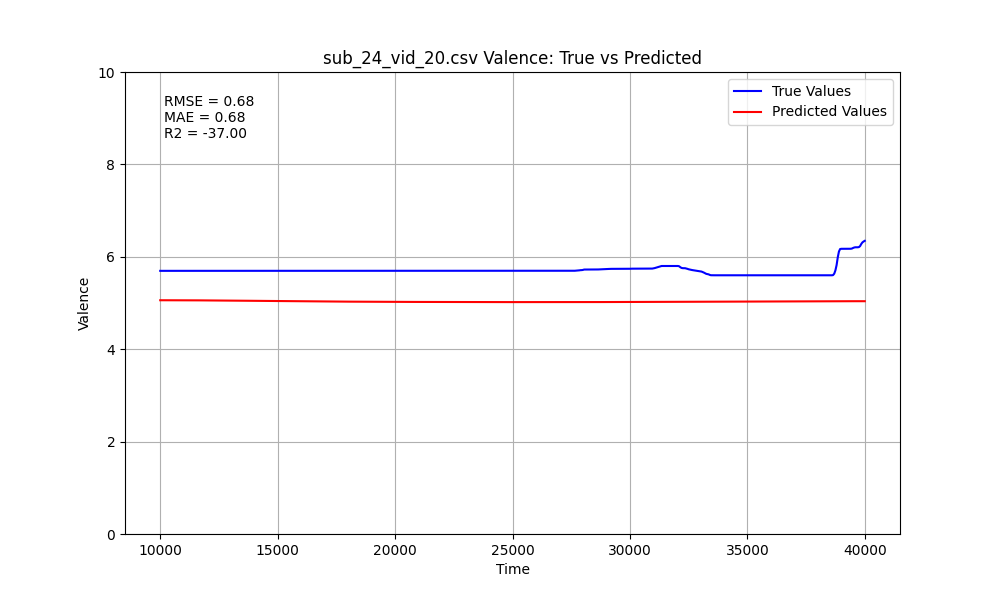 sub_24_vid_20.csv Valence: True vs Predicted
RMSE = 0.68
MAE = 0.68
R2 = -37.00
True Values
Predicted Values
Valence
10
8
6
4
2
0
10000 15000 20000 25000 30000 35000 40000
Time